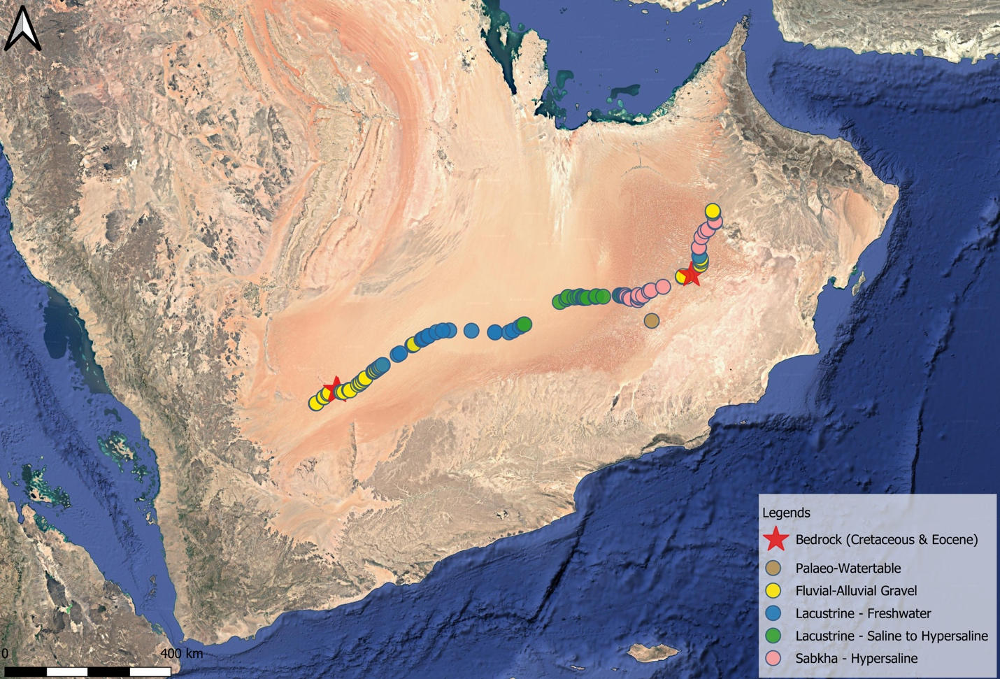 Legends
Bedrock (Cretaceous & Eocene)
Palaeo-Watertable
Fluvial-Alluvial Gravel
Lacustrine - Freshwater
Lacustrine - Saline to Hypersaline
Sabkha - Hypersaline
0 400 km